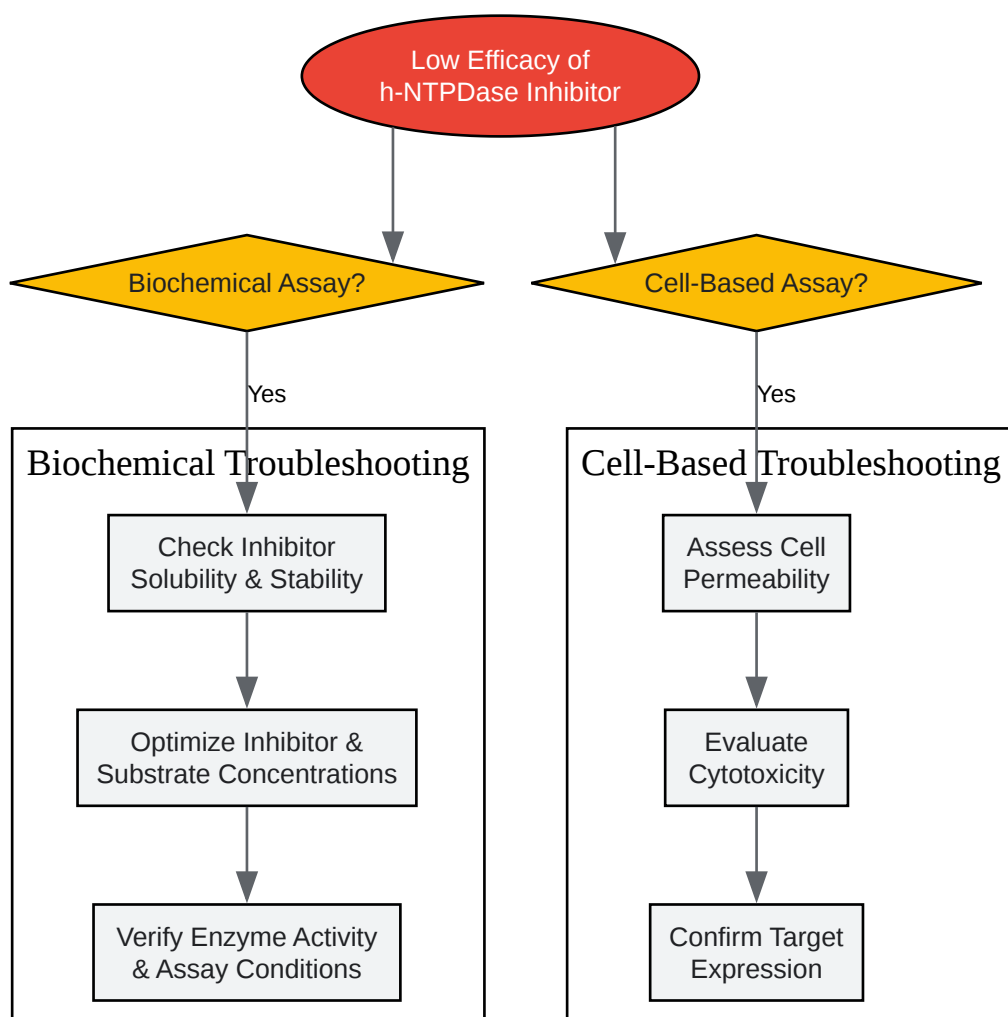 Low Efficacy of
h-NTPDase Inhibitor
Biochemical Assay?
Cell-Based Assay?
Yes
Yes
Biochemical Troubleshooting
Check Inhibitor
Solubility & Stability
Optimize Inhibitor &
Substrate Concentrations
Verify Enzyme Activity
& Assay Conditions
Cell-Based Troubleshooting
Assess Cell
Permeability
Evaluate
Cytotoxicity
Confirm Target
Expression